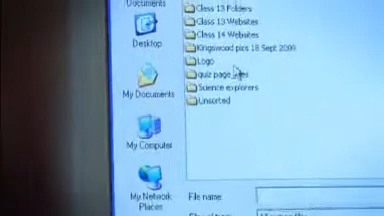 Documents
Desktop
My Documents
My Computer
My Network
Places
Class 13 Folders
Class 13 Websites
Class 14 Websites
Kingswood pics 18 Sept 2009
Logo
quiz page files
Science explorers
Unsorted
File name: